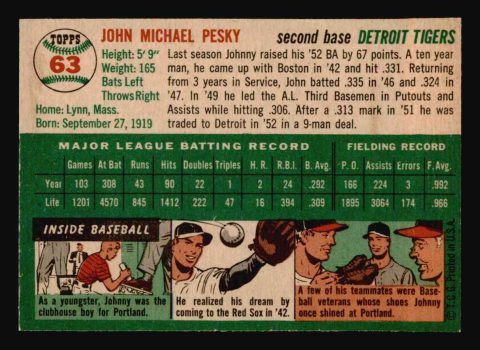 TOPPS
63
JOHN MICHAEL PESKY second base DETROIT TIGERS
Height: 5' 9"
Weight: 165
Bats Left
Throws Right
Home: Lynn, Mass.
Born: September 27, 1919
Last season Johnny raised his '52 BA by 67 points. A ten year
man, he came up with Boston in '42 and hit .331. Returning
from 3 years in Service, John batted .335 in '46 and .324
in '47. In '49 he led the A.L. Third Basemen in Putouts and
Assists while hitting .306. After a .313 mark in '51 he was
traded to Detroit in '52 in a 9-man deal.
MAJOR LEAGUE BATTING RECORD FIELDING RECORD
Games At Bat Runs Hits Doubles Triples H. R. R.B.I. B. Avg. P. O. Assists Errors F. Avg.
Year 103 308 43 90 22 1 2 24 .292 166 224 3 .992
Life 1201 4570 845 1412 222 49 16 394 .309 1895 3064 174 .966
INSIDE BASEBALL
As a youngster, Johnny was the
clubhouse boy for Portland.
He realized his dream by
coming to the Red Sox in '42.
A few of his teammates were Base-
ball veterans whose shoes Johnny
once shined at Portland.
© T.C.G. Printed in U.S.A.